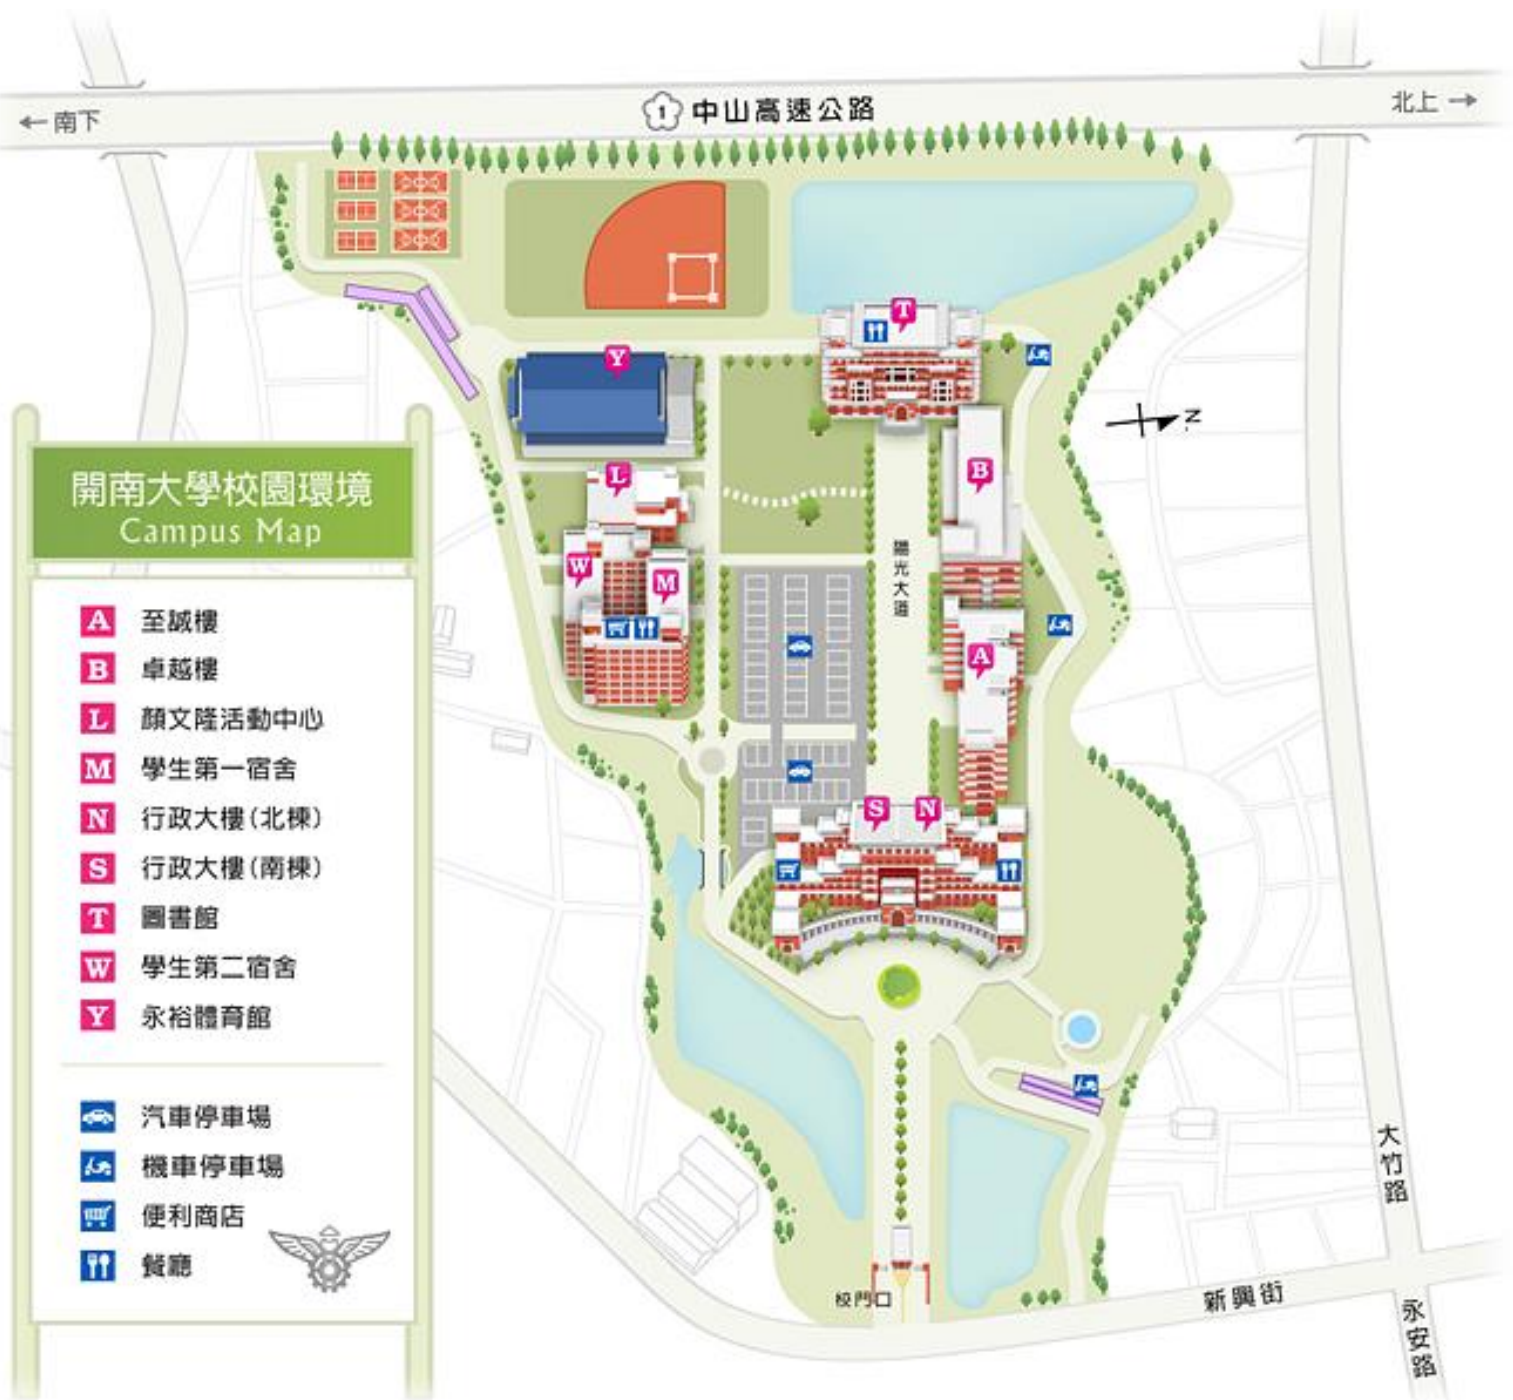 ← 南下
1 中山高速公路
北上 →
T
Y
N
L
B
陽光大道
W
M
A
S
N
開南大學校園環境
Campus Map
A 至誠樓
B 卓越樓
L 顏文隆活動中心
M 學生第一宿舍
N 行政大樓(北棟)
S 行政大樓(南棟)
T 圖書館
W 學生第二宿舍
Y 永裕體育館
汽車停車場
機車停車場
便利商店
餐廳
校門口
新興街
大竹路
永安路